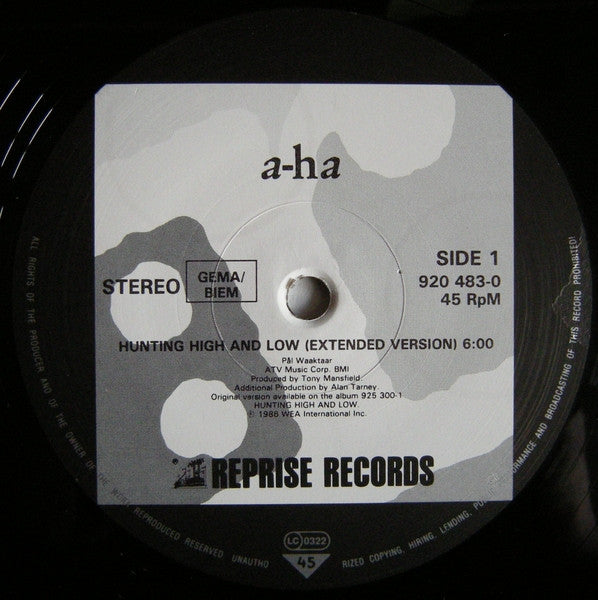 a-ha
STEREO
GEMA/
BIEM
SIDE 1
920 483-0
45 RpM
HUNTING HIGH AND LOW (EXTENDED VERSION) 6:00
Pål Waaktaar
ATV Music Corp. BMI
Produced by Tony Mansfield.
Additional Production by Alan Tarney.
Original version available on the album 925 300-1
HUNTING HIGH AND LOW.
℗ 1986 WEA International Inc.
REPRISE RECORDS
ALL RIGHTS OF THE PRODUCER AND OF THE OWNER OF THE WORK REPRODUCED RESERVED UNAUTHO
RIZED COPYING, HIRING, LENDING, PUBLIC PERFORMANCE AND BROADCASTING OF THIS RECORD PROHIBITED!
LC 0322
45